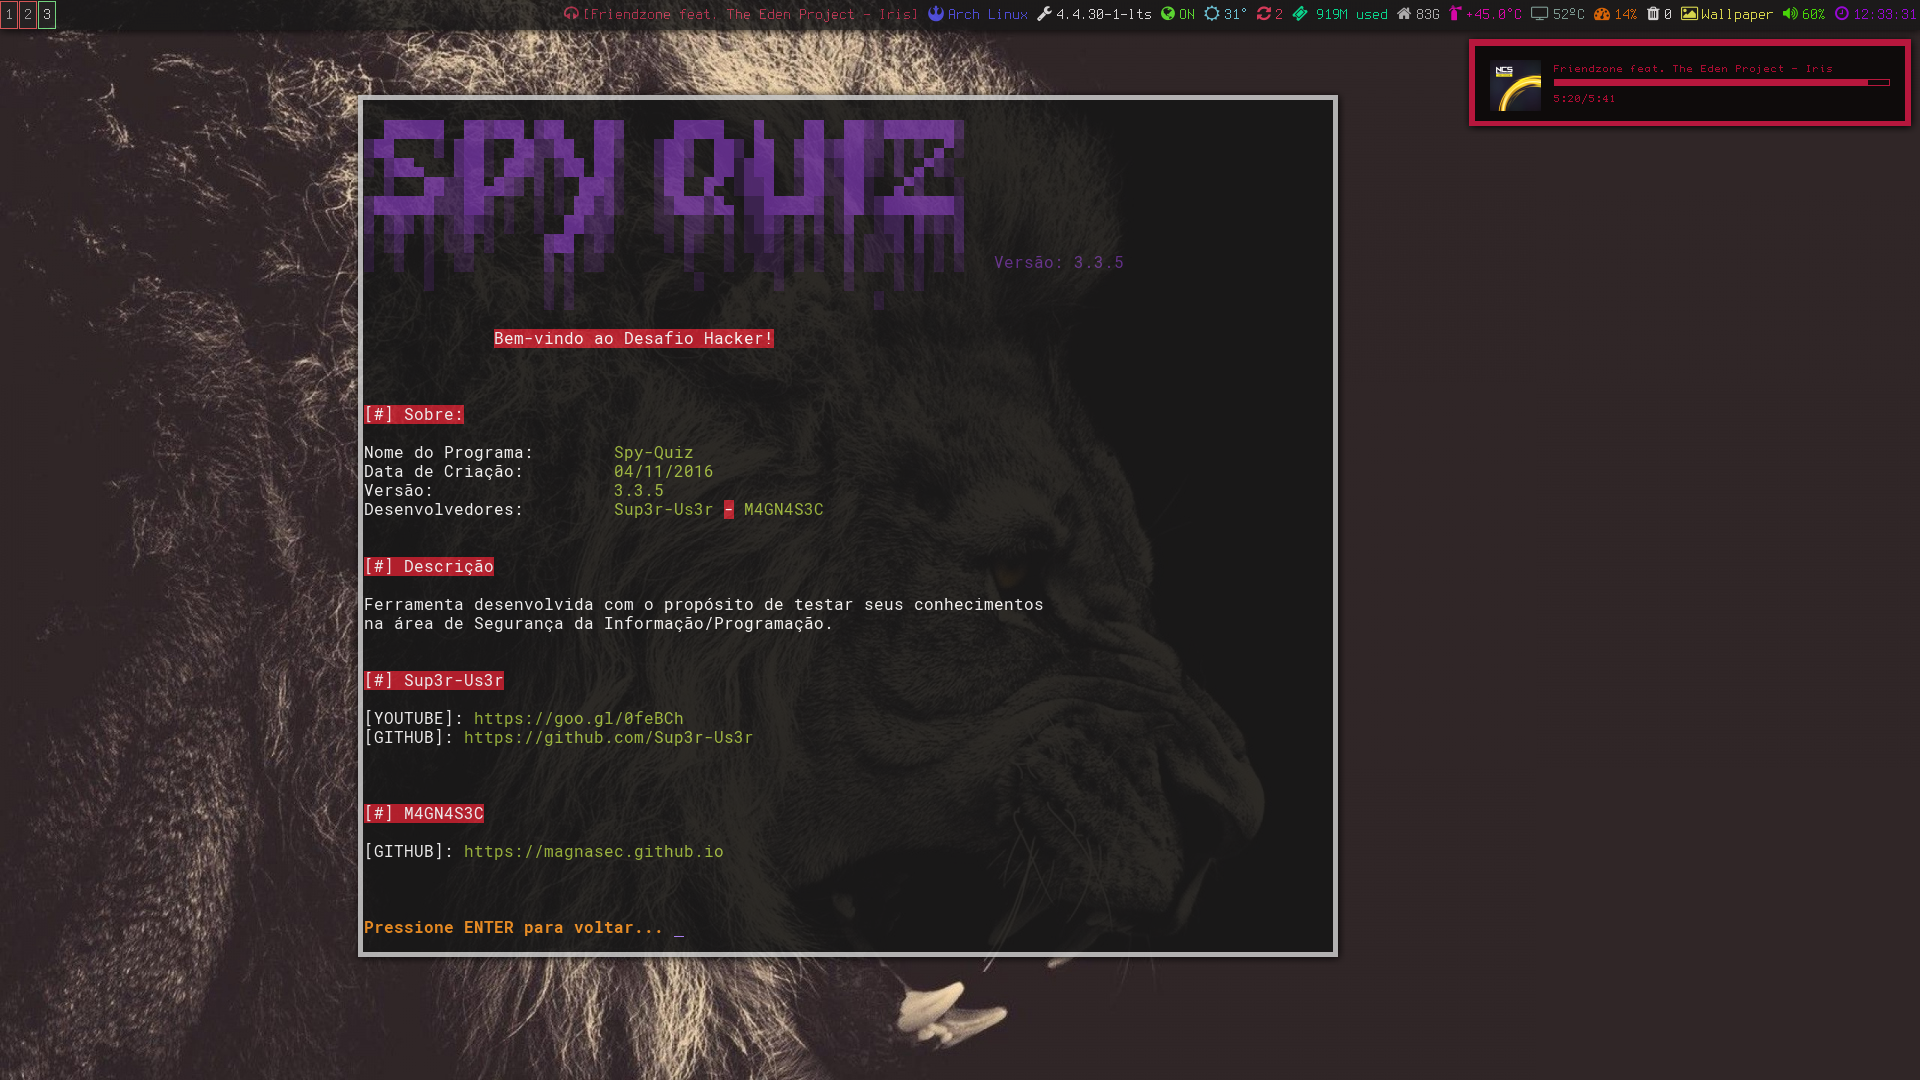 1 2 3
[Friendzone feat. The Eden Project - Iris] Arch Linux 4.4.30-1-lts ON 31° 2 919M used 83G +45.0°C 52ºC 14% 0 Wallpaper 60% 12:33:31
NCS
Friendzone feat. The Eden Project - Iris
5:20/5:41
SPY QUIZ
Versão: 3.3.5
Bem-vindo ao Desafio Hacker!
[#] Sobre:
Nome do Programa: Spy-Quiz
Data de Criação: 04/11/2016
Versão: 3.3.5
Desenvolvedores: Sup3r-Us3r - M4GN4S3C
[#] Descrição
Ferramenta desenvolvida com o propósito de testar seus conhecimentos
na área de Segurança da Informação/Programação.
[#] Sup3r-Us3r
[YOUTUBE]: https://goo.gl/0feBCh
[GITHUB]: https://github.com/Sup3r-Us3r
[#] M4GN4S3C
[GITHUB]: https://magnasec.github.io
Pressione ENTER para voltar... _